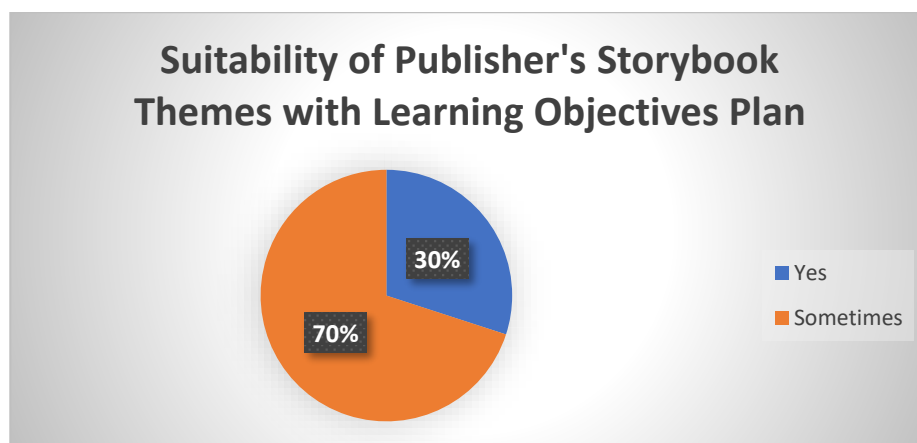 Suitability of Publisher's Storybook
Themes with Learning Objectives Plan
30%
70%
Yes
Sometimes